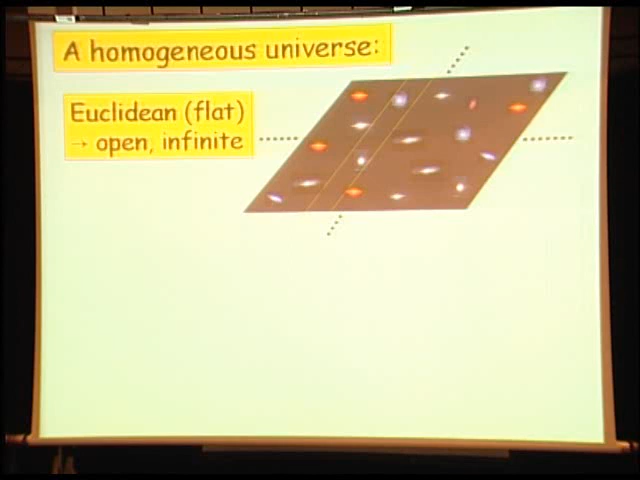 A homogeneous universe:
Euclidean (flat)
→ open, infinite